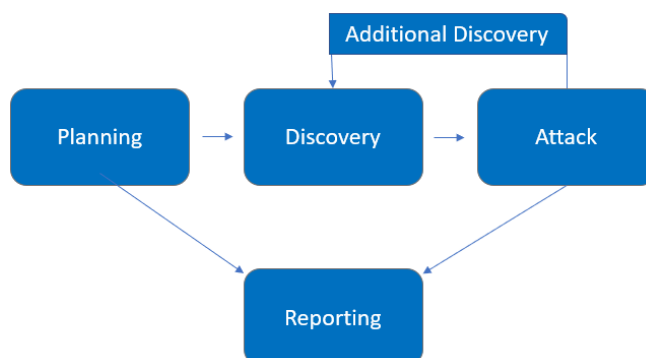 Additional Discovery
Planning
Discovery
Attack
Reporting